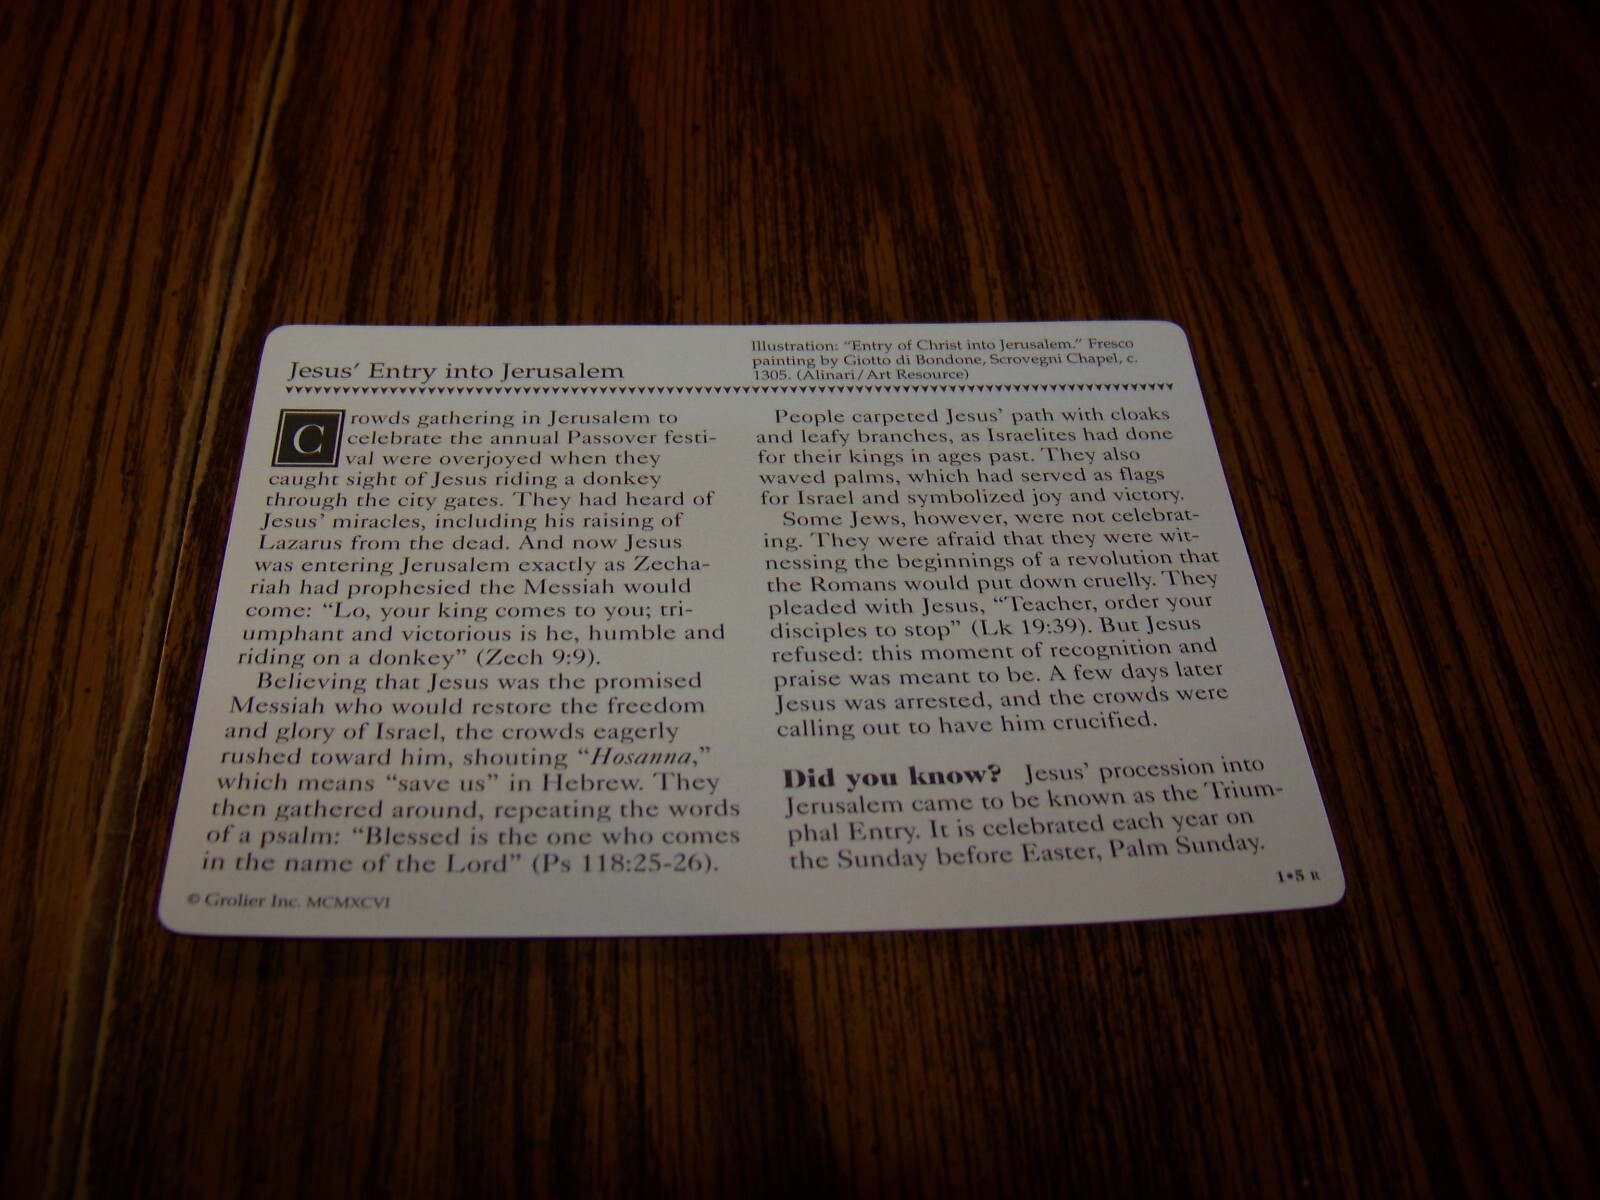 Jesus' Entry into Jerusalem
Illustration: "Entry of Christ into Jerusalem." Fresco
painting by Giotto di Bondone, Scrovegni Chapel, c.
1305. (Alinari/Art Resource)
Crowds gathering in Jerusalem to
celebrate the annual Passover festi-
val were overjoyed when they
caught sight of Jesus riding a donkey
through the city gates. They had heard of
Jesus' miracles, including his raising of
Lazarus from the dead. And now Jesus
was entering Jerusalem exactly as Zecha-
riah had prophesied the Messiah would
come: "Lo, your king comes to you; tri-
umphant and victorious is he, humble and
riding on a donkey" (Zech 9:9).
Believing that Jesus was the promised
Messiah who would restore the freedom
and glory of Israel, the crowds eagerly
rushed toward him, shouting "Hosanna,"
which means "save us" in Hebrew. They
then gathered around, repeating the words
of a psalm: "Blessed is the one who comes
in the name of the Lord" (Ps 118:25-26).
People carpeted Jesus' path with cloaks
and leafy branches, as Israelites had done
for their kings in ages past. They also
waved palms, which had served as flags
for Israel and symbolized joy and victory.
Some Jews, however, were not celebrat-
ing. They were afraid that they were wit-
nessing the beginnings of a revolution that
the Romans would put down cruelly. They
pleaded with Jesus, "Teacher, order your
disciples to stop" (Lk 19:39). But Jesus
refused: this moment of recognition and
praise was meant to be. A few days later
Jesus was arrested, and the crowds were
calling out to have him crucified.
Did you know? Jesus' procession into
Jerusalem came to be known as the Trium-
phal Entry. It is celebrated each year on
the Sunday before Easter, Palm Sunday.
© Grolier Inc. MCMXCVI
1•5 R